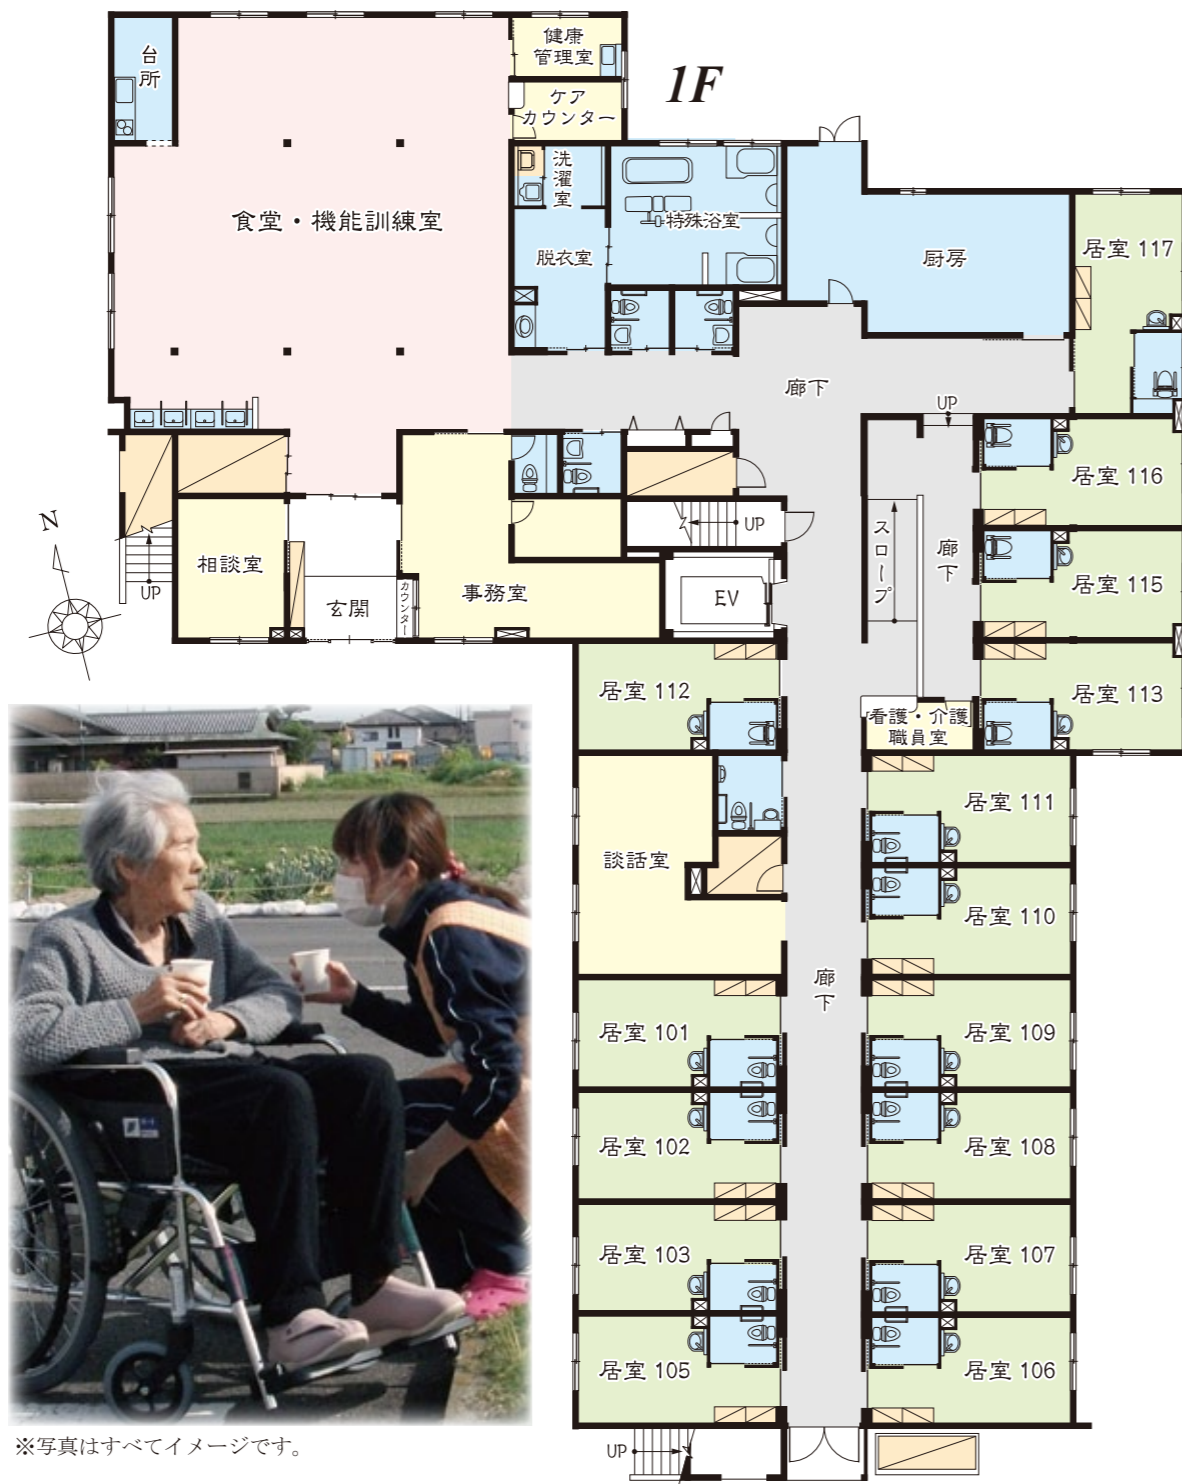 1F
台所
健康
管理室
ケア
カウンター
洗濯室
特殊浴室
食堂・機能訓練室
脱衣室
厨房
居室 117
廊下
UP
居室 116
スロープ
廊下
居室 115
居室 113
UP
EV
N
UP
相談室
玄関
カウンター
事務室
居室 112
看護・介護
職員室
居室 111
談話室
居室 110
廊下
居室 101
居室 109
居室 102
居室 108
居室 103
居室 107
居室 105
居室 106
UP
※写真はすべてイメージです。